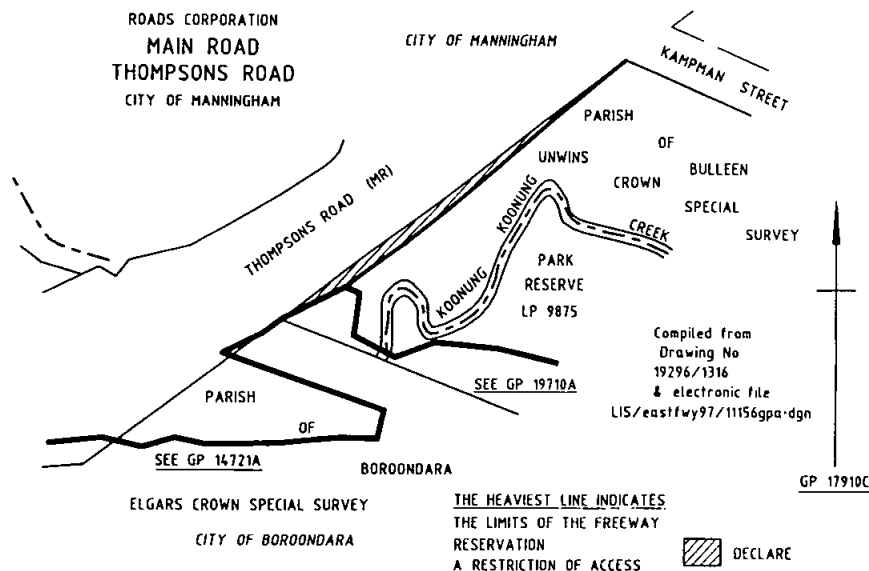 ROADS CORPORATION
MAIN ROAD
THOMPSONS ROAD
CITY OF MANNINGHAM
CITY OF MANNINGHAM
KAMPMAN STREET
PARISH
OF
BULLEEN
UNWINS
CROWN
SPECIAL
SURVEY
THOMPSONS ROAD (MR)
KOONUNG
KOONUNG
CREEK
PARK
RESERVE
LP 9875
Compiled from
Drawing No
19296/1316
& electronic file
LIS/eastfwy97/11156gpa.dgn
SEE GP 19710A
PARISH
OF
SEE GP 14721A
BOROONDARA
GP 17910C
ELGARS CROWN SPECIAL SURVEY
CITY OF BOROONDARA
THE HEAVIEST LINE INDICATES
THE LIMITS OF THE FREEWAY
RESERVATION
A RESTRICTION OF ACCESS
DECLARE